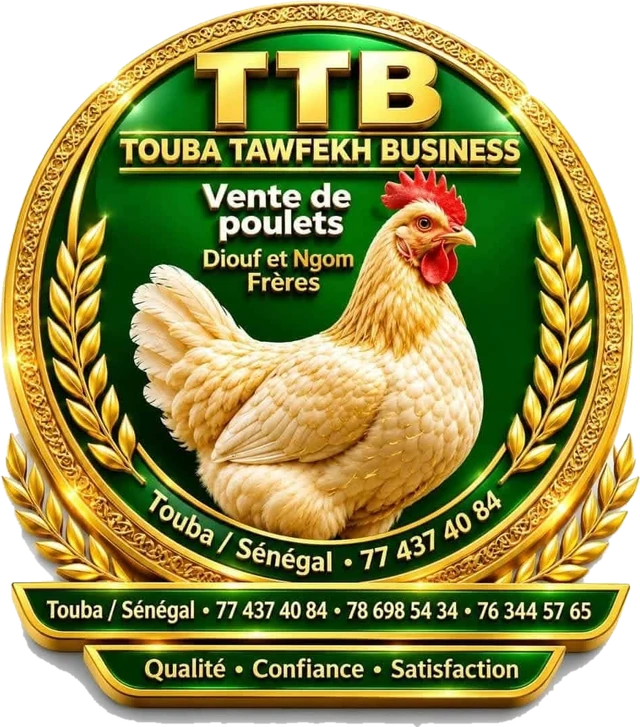 TTB
TOUBA TAWFEKH BUSINESS
Vente de
poulets
Diouf et Ngom
Frères
Touba / Sénégal • 77 437 40 84
Touba / Sénégal • 77 437 40 84 • 78 698 54 34 • 76 344 57 65
Qualité • Confiance • Satisfaction